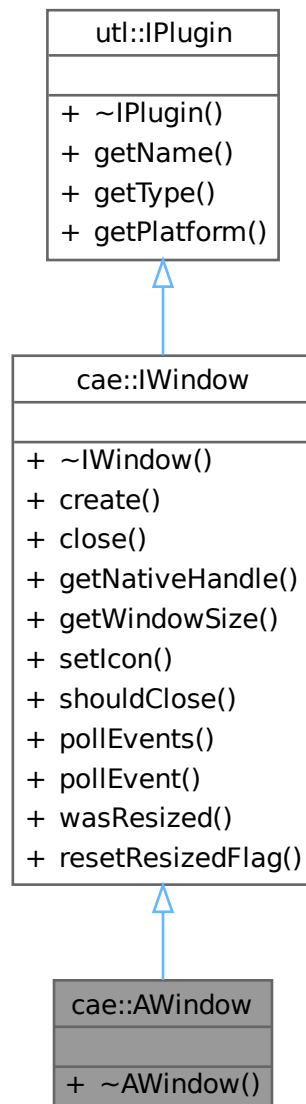 utl::IPlugin
+ ~IPlugin()
+ getName()
+ getType()
+ getPlatform()
cae::IWindow
+ ~IWindow()
+ create()
+ close()
+ getNativeHandle()
+ getWindowSize()
+ setIcon()
+ shouldClose()
+ pollEvents()
+ pollEvent()
+ wasResized()
+ resetResizedFlag()
cae::AWindow
+ ~AWindow()